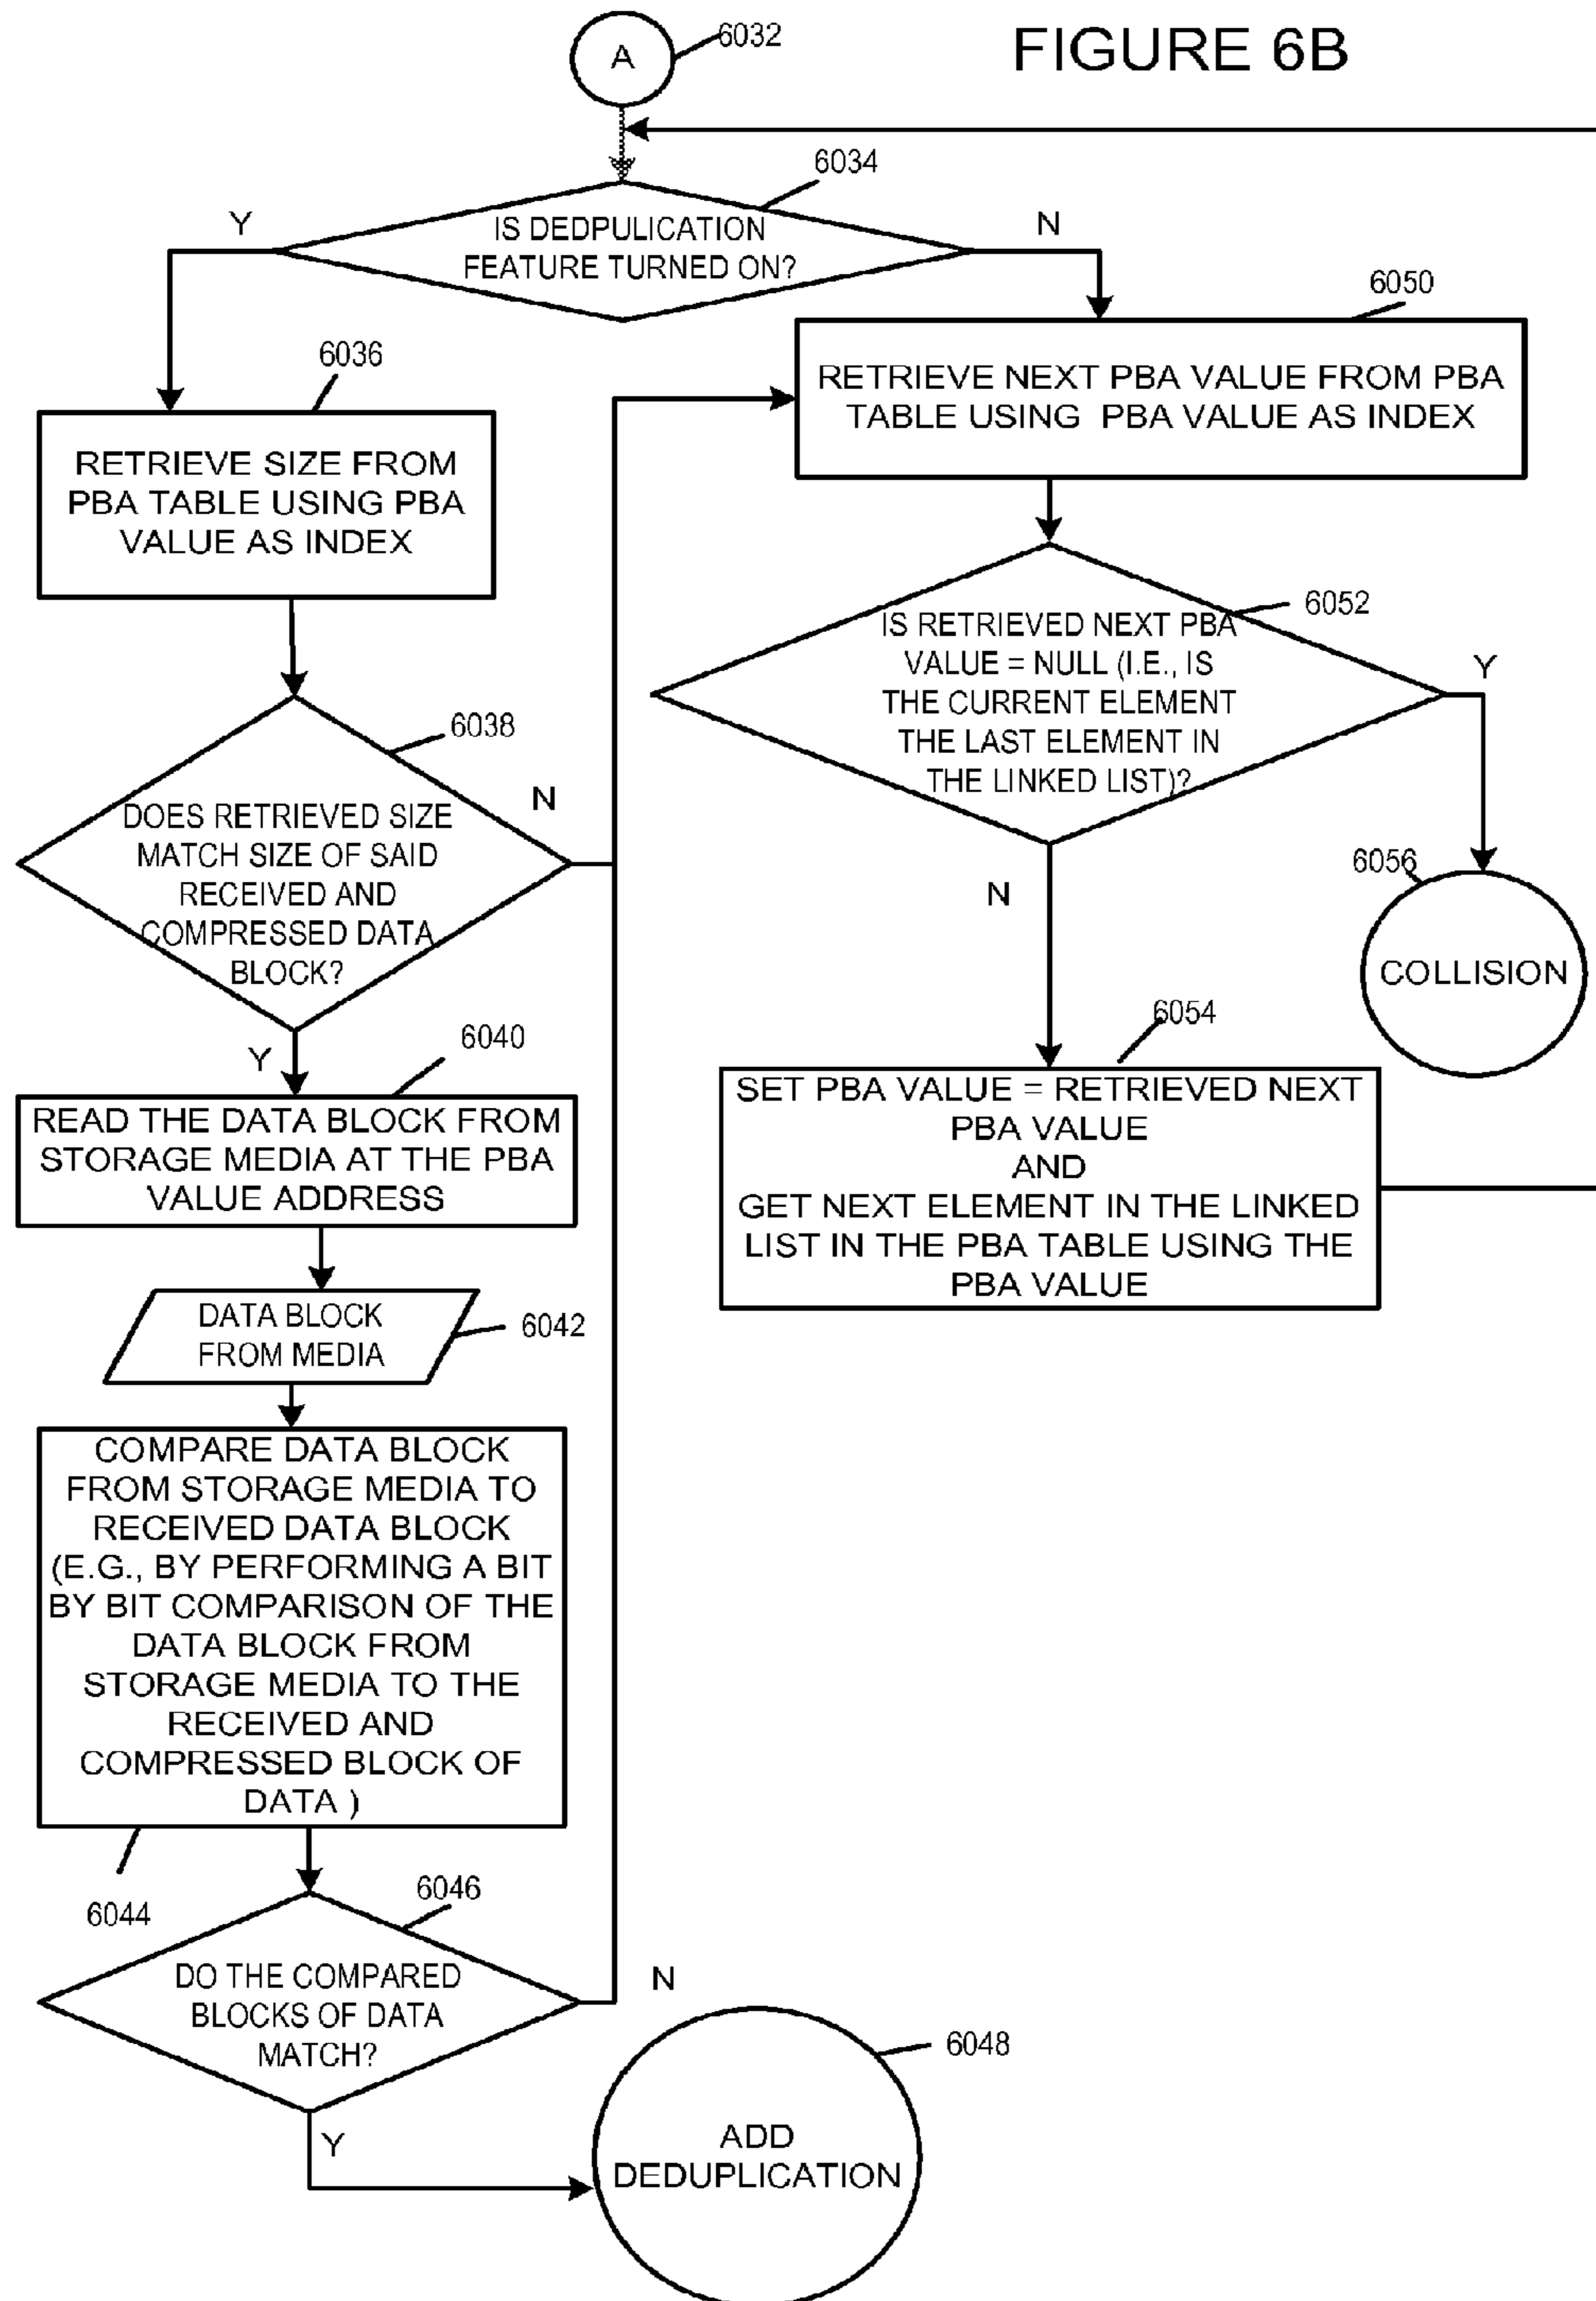 FIGURE 6B
A
6032
6034
IS DEDPULICATION
FEATURE TURNED ON?
Y
N
6036
RETRIEVE SIZE FROM
PBA TABLE USING PBA
VALUE AS INDEX
6038
DOES RETRIEVED SIZE
MATCH SIZE OF SAID
RECEIVED AND
COMPRESSED DATA
BLOCK?
N
Y
6040
READ THE DATA BLOCK FROM
STORAGE MEDIA AT THE PBA
VALUE ADDRESS
DATA BLOCK
FROM MEDIA
6042
COMPARE DATA BLOCK
FROM STORAGE MEDIA TO
RECEIVED DATA BLOCK
(E.G., BY PERFORMING A BIT
BY BIT COMPARISON OF THE
DATA BLOCK FROM
STORAGE MEDIA TO THE
RECEIVED AND
COMPRESSED BLOCK OF
DATA )
6044
6046
DO THE COMPARED
BLOCKS OF DATA
MATCH?
N
Y
6048
ADD
DEDUPLICATION
6050
RETRIEVE NEXT PBA VALUE FROM PBA
TABLE USING PBA VALUE AS INDEX
6052
IS RETRIEVED NEXT PBA
VALUE = NULL (I.E., IS
THE CURRENT ELEMENT
THE LAST ELEMENT IN
THE LINKED LIST)?
Y
N
6056
COLLISION
6054
SET PBA VALUE = RETRIEVED NEXT
PBA VALUE
AND
GET NEXT ELEMENT IN THE LINKED
LIST IN THE PBA TABLE USING THE
PBA VALUE